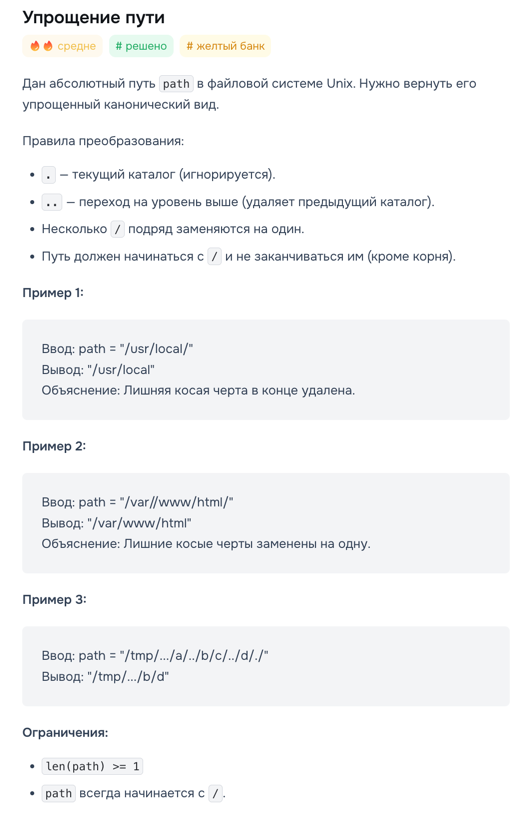 Упрощение пути
🔥🔥 средне # решено # желтый банк
Дан абсолютный путь path в файловой системе Unix. Нужно вернуть его
упрощенный канонический вид.
Правила преобразования:
• . — текущий каталог (игнорируется).
• .. — переход на уровень выше (удаляет предыдущий каталог).
• Несколько / подряд заменяются на один.
• Путь должен начинаться с / и не заканчиваться им (кроме корня).
Пример 1:
Ввод: path = "/usr/local/"
Вывод: "/usr/local"
Объяснение: Лишняя косая черта в конце удалена.
Пример 2:
Ввод: path = "/var//www/html/"
Вывод: "/var/www/html"
Объяснение: Лишние косые черты заменены на одну.
Пример 3:
Ввод: path = "/tmp/.../a/../b/c/../d/./"
Вывод: "/tmp/.../b/d"
Ограничения:
• len(path) >= 1
• path всегда начинается с /.